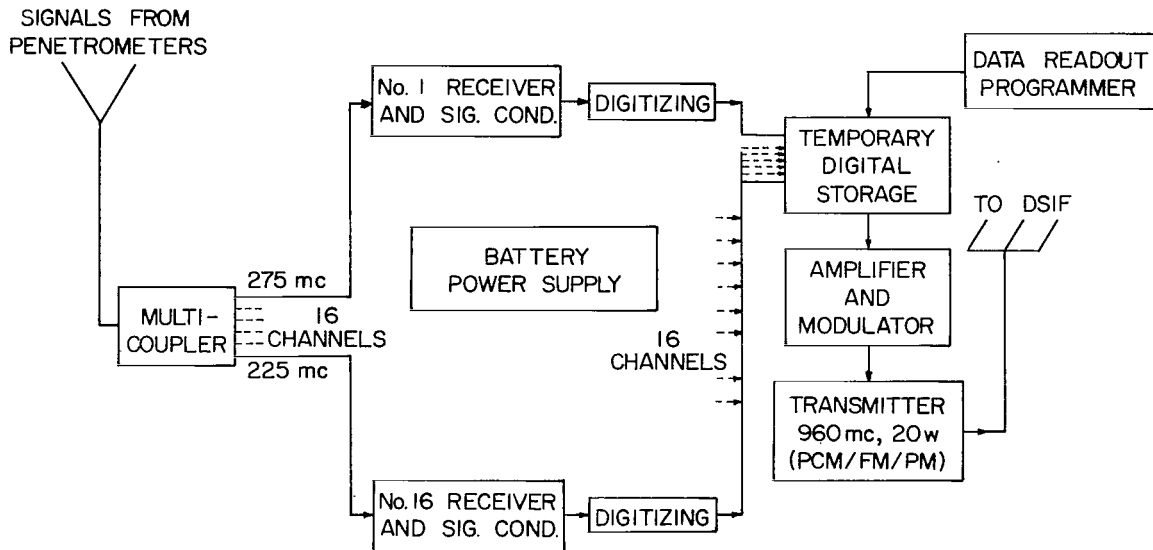 SIGNALS FROM
PENETROMETERS
No. 1 RECEIVER
AND SIG. COND.
DIGITIZING
DATA READOUT
PROGRAMMER
TEMPORARY
DIGITAL
STORAGE
TO DSIF
BATTERY
POWER SUPPLY
AMPLIFIER
AND
MODULATOR
275 mc
MULTI-
COUPLER
16
CHANNELS
225 mc
16
CHANNELS
TRANSMITTER
960 mc, 20 w
(PCM/FM/PM)
No. 16 RECEIVER
AND SIG. COND.
DIGITIZING